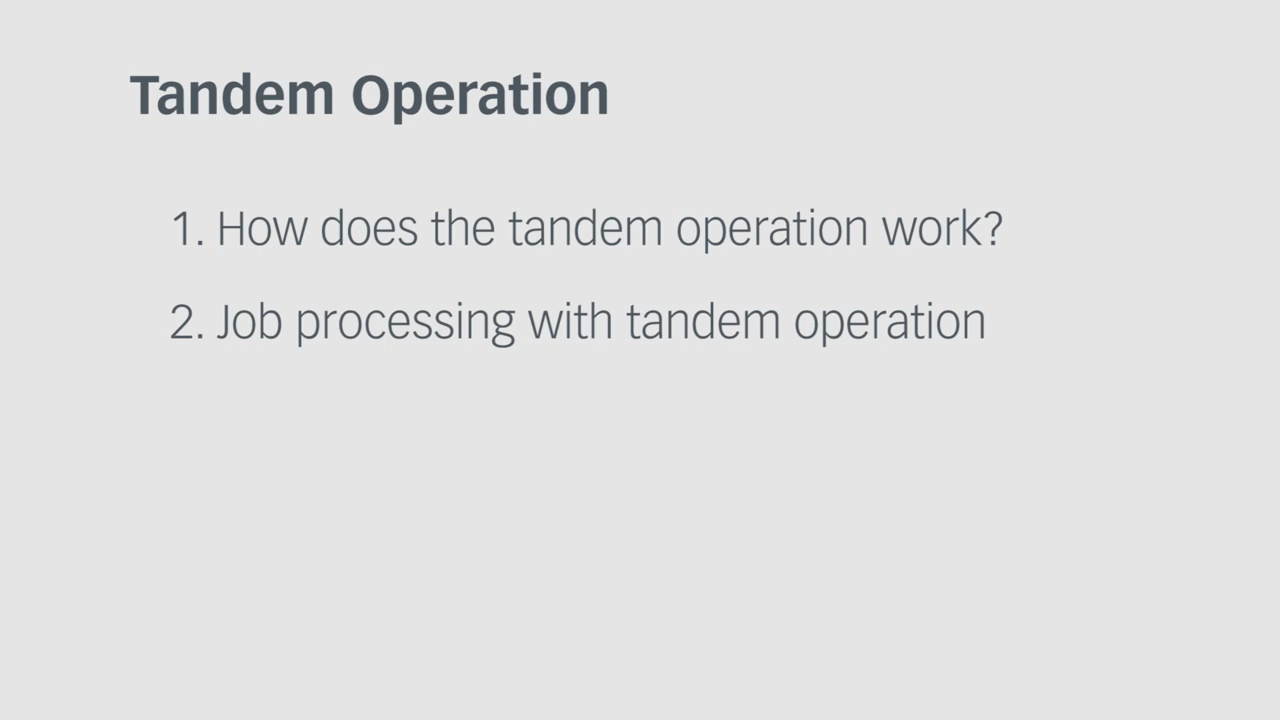 Tandem Operation
1. How does the tandem operation work?
2. Job processing with tandem operation